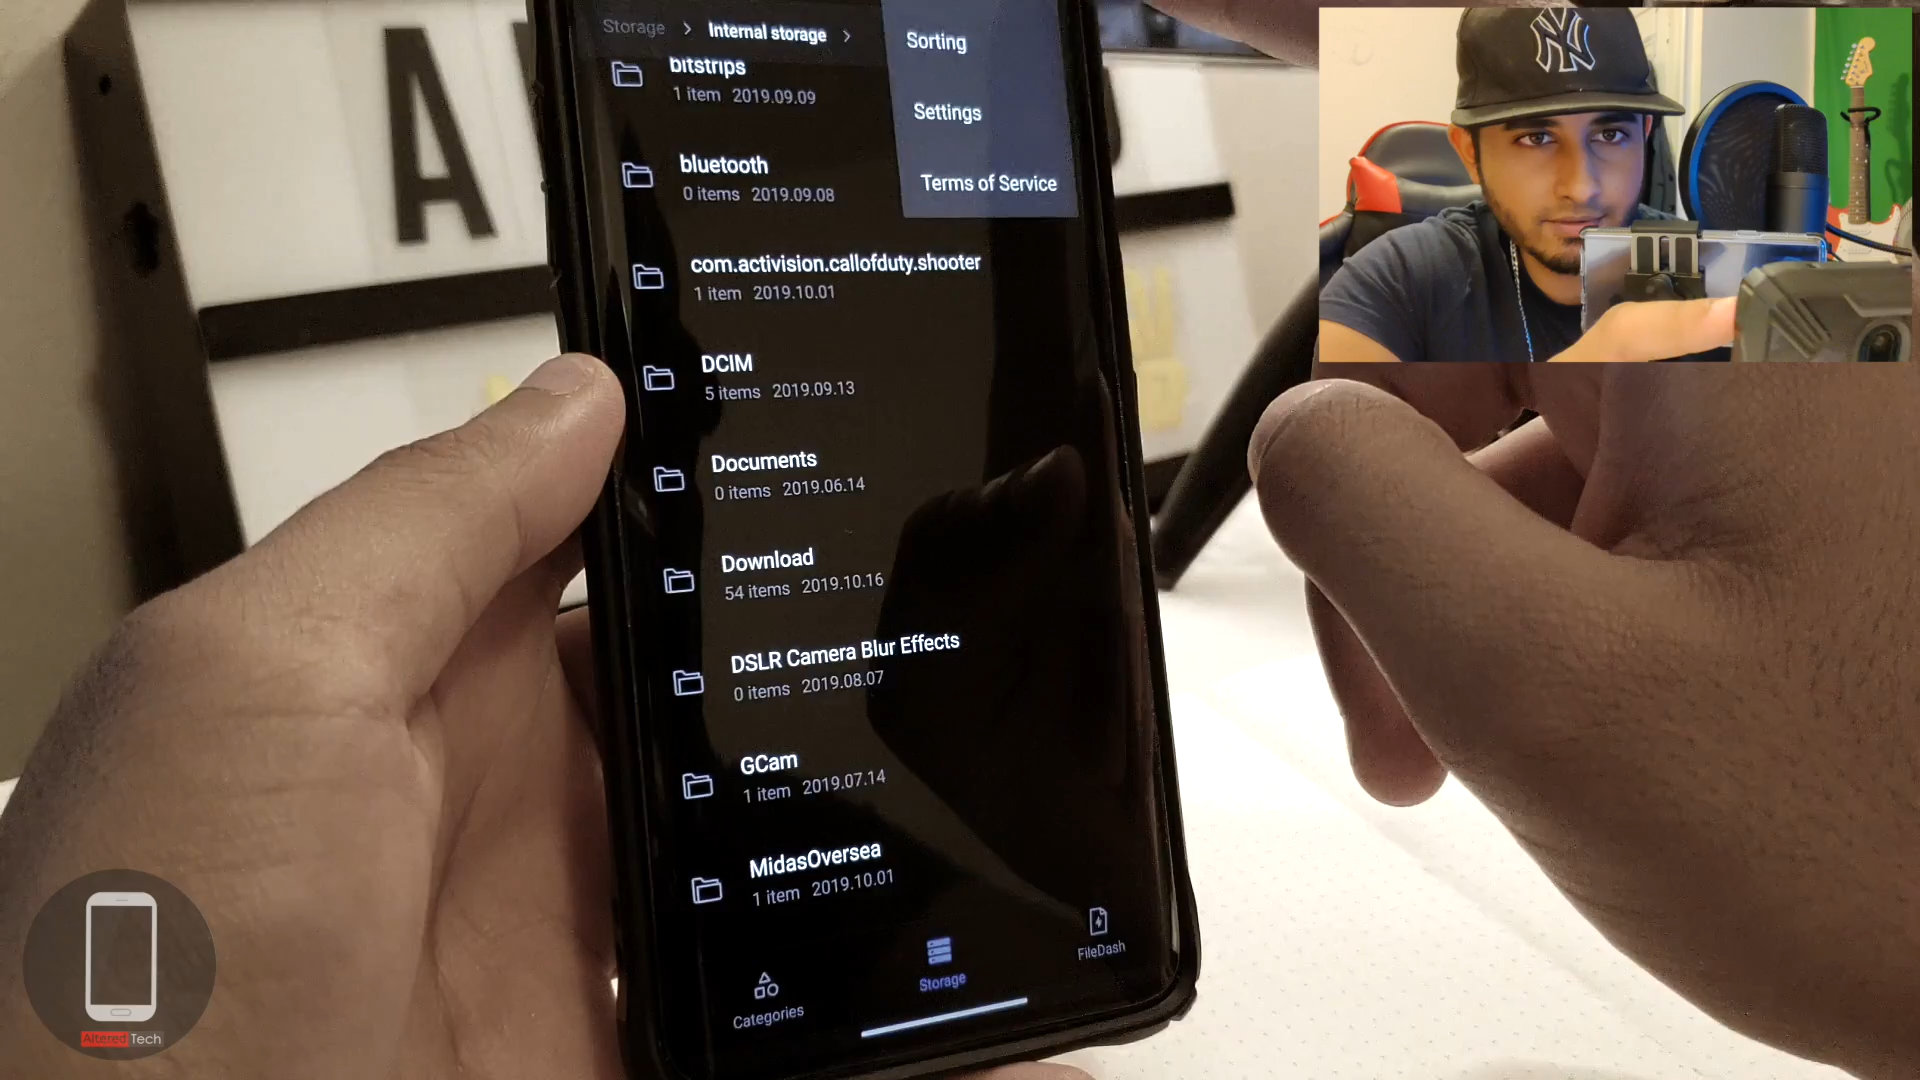 Storage > Internal storage >
Sorting
Settings
Terms of Service
bitstrips
1 item 2019.09.09
bluetooth
0 items 2019.09.08
com.activision.callofduty.shooter
1 item 2019.10.01
DCIM
5 items 2019.09.13
Documents
0 items 2019.06.14
Download
54 items 2019.10.16
DSLR Camera Blur Effects
0 items 2019.08.07
GCam
1 item 2019.07.14
MidasOversea
1 item 2019.10.01
Categories
Storage
FileDash
A
NY
Altered Tech